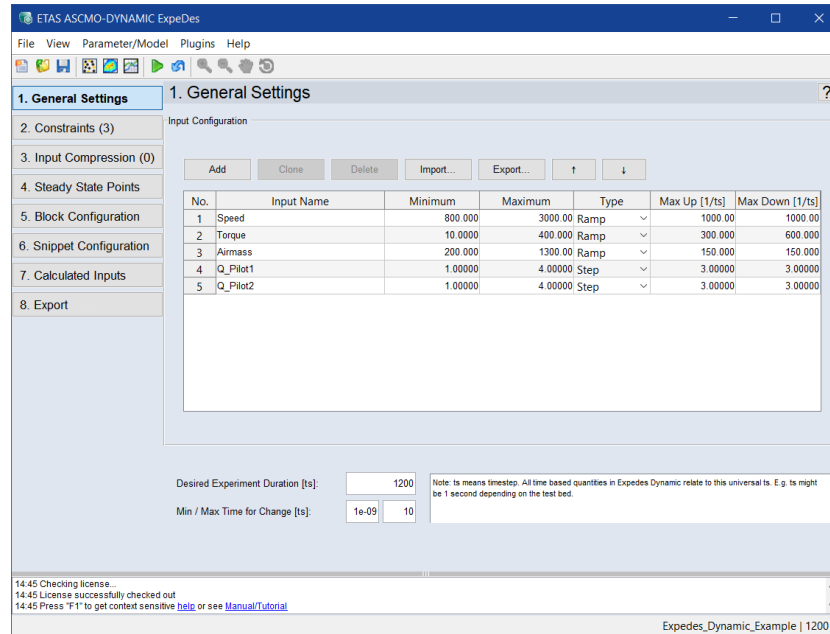 ETAS ASCMO-DYNAMIC ExpeDes
File View Parameter/Model Plugins Help
1. General Settings
2. Constraints (3)
3. Input Compression (0)
4. Steady State Points
5. Block Configuration
6. Snippet Configuration
7. Calculated Inputs
8. Export
1. General Settings ?
Input Configuration
Add Clone Delete Import... Export... ↑ ↓
No. Input Name Minimum Maximum Type Max Up [1/ts] Max Down [1/ts]
1 Speed 800.000 3000.00 Ramp 1000.00 1000.00
2 Torque 10.0000 400.000 Ramp 300.000 600.000
3 Airmass 200.000 1300.00 Ramp 150.000 150.000
4 Q_Pilot1 1.00000 4.00000 Step 3.00000 3.00000
5 Q_Pilot2 1.00000 4.00000 Step 3.00000 3.00000
Desired Experiment Duration [ts]: 1200
Min / Max Time for Change [ts]: 1e-09 10
Note: ts means timestep. All time based quantities in Expedes Dynamic relate to this universal ts. E.g. ts might
be 1 second depending on the test bed.
14:45 Checking license...
14:45 License successfully checked out
14:45 Press "F1" to get context sensitive help or see Manual/Tutorial
Expedes_Dynamic_Example | 1200